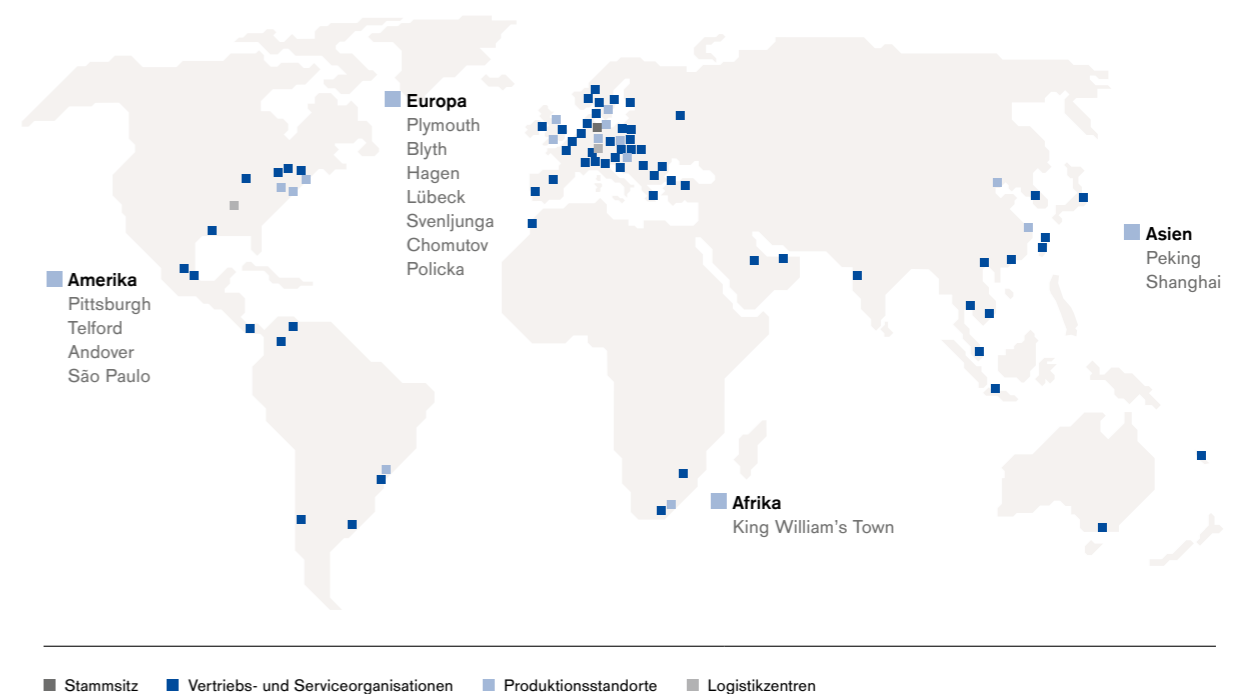 Europa
Plymouth
Blyth
Hagen
Lübeck
Svenljunga
Chomutov
Policka
Asien
Peking
Shanghai
Amerika
Pittsburgh
Telford
Andover
São Paulo
Afrika
King William's Town
Stammsitz
Vertriebs- und Serviceorganisationen
Produktionsstandorte
Logistikzentren